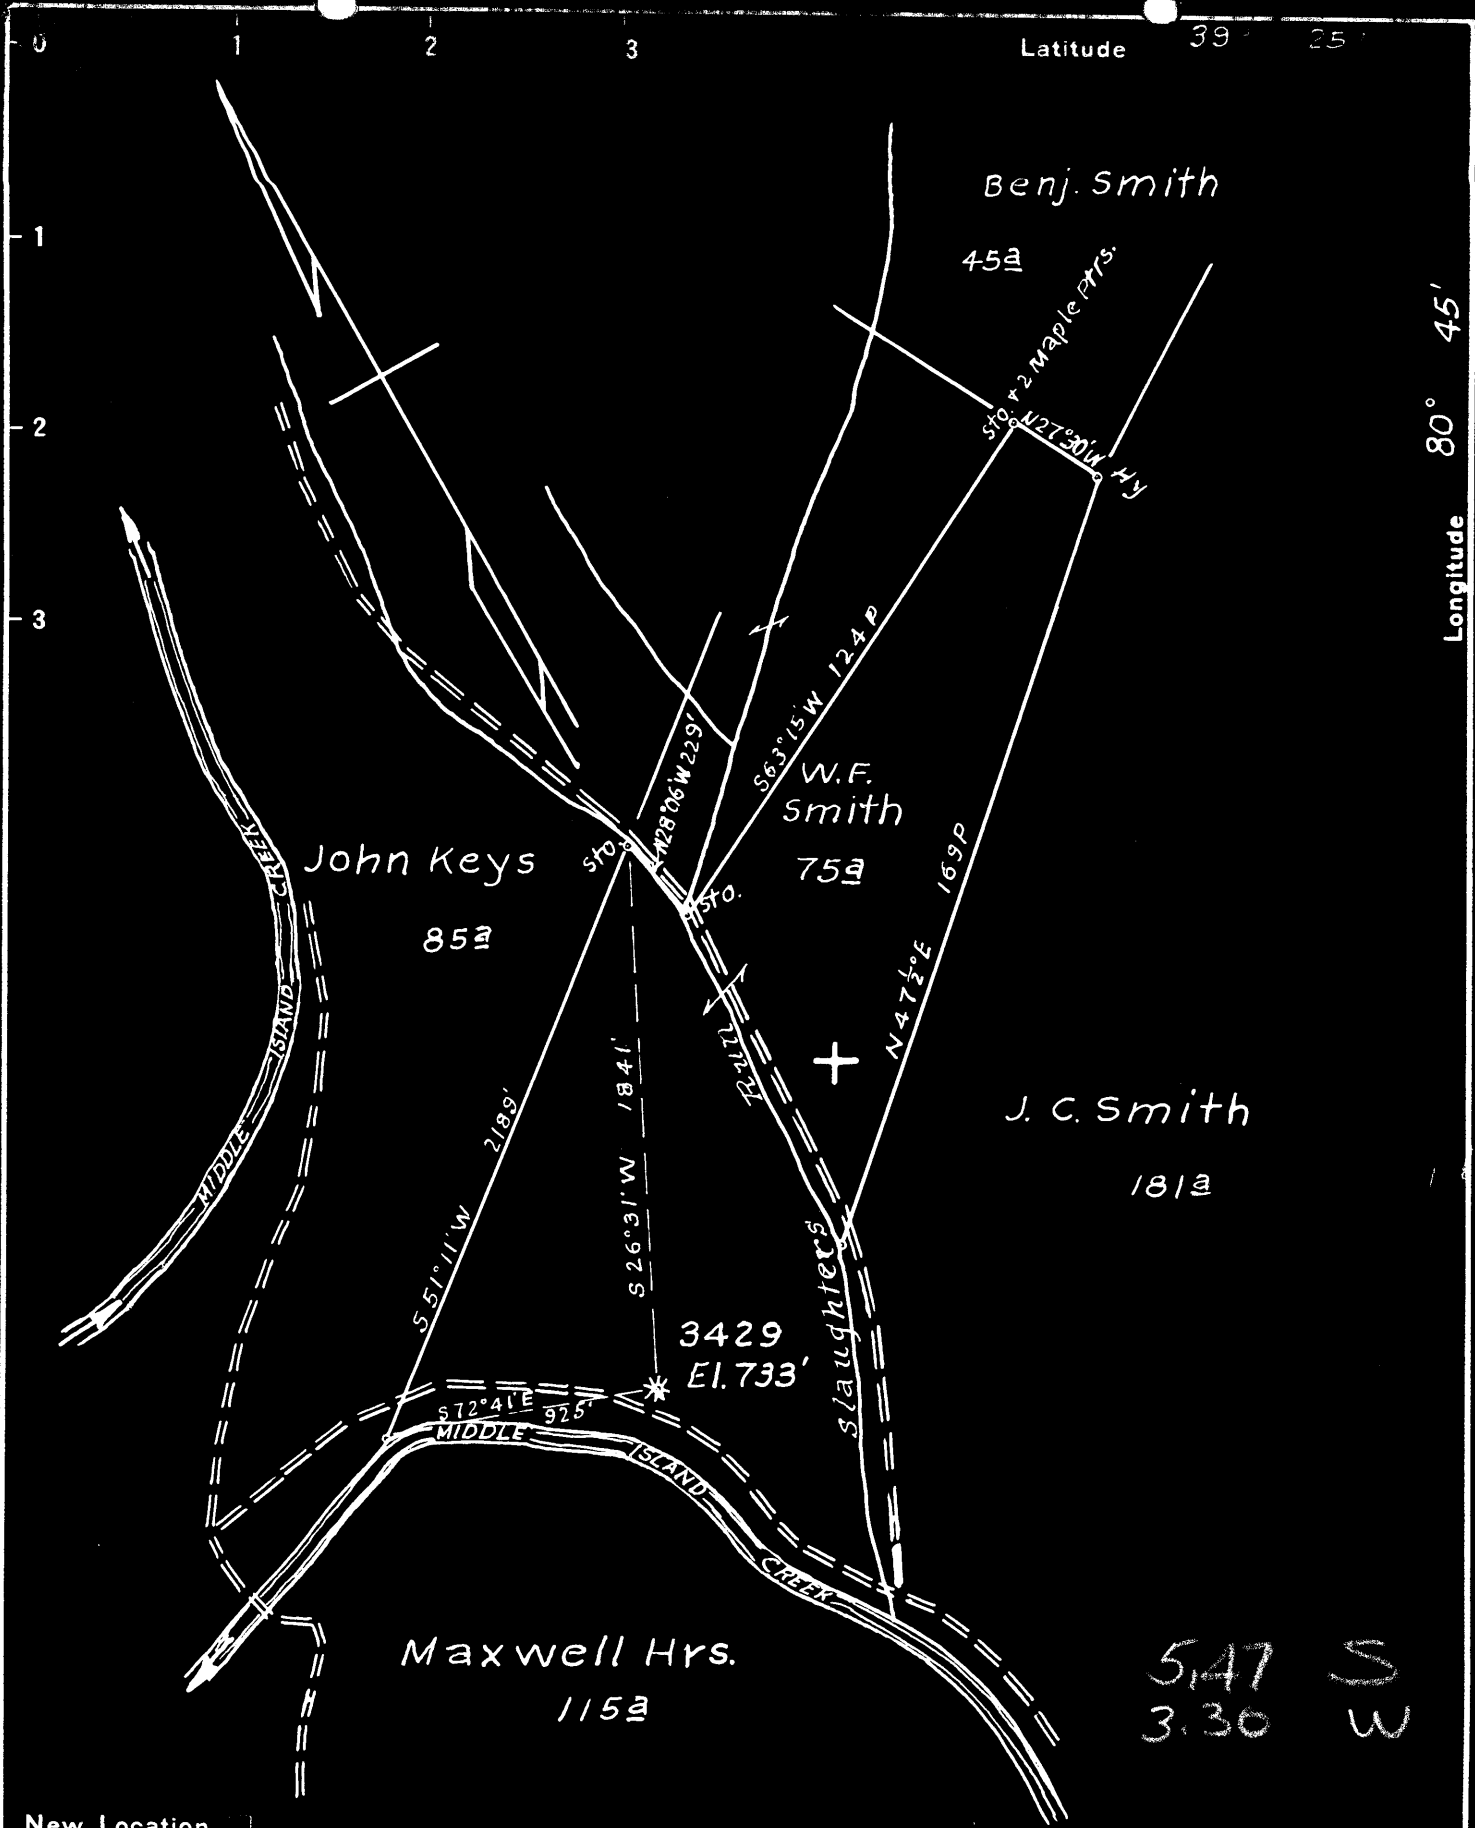 0 1 2 3 Latitude 39° 25'
1
2
3
Longitude 80° 45'
Benj. Smith
45a
Sto. + 2 Maple Ptrs.
N27°30'W
Hy
S63°15'W 124P
N28°06'W 229'
W.F.
Smith
75a
169P
N47½°E
John Keys
85a
Sto.
Sto.
MIDDLE ISLAND CREEK
2189'
S51°11'W
S26°31'W 1841'
Slaughters Run
J. C. Smith
181a
3429
El. 733'
S72°41'E 925'
MIDDLE ISLAND CREEK
Maxwell Hrs.
115a
5.47 S
3.30 W
New Location